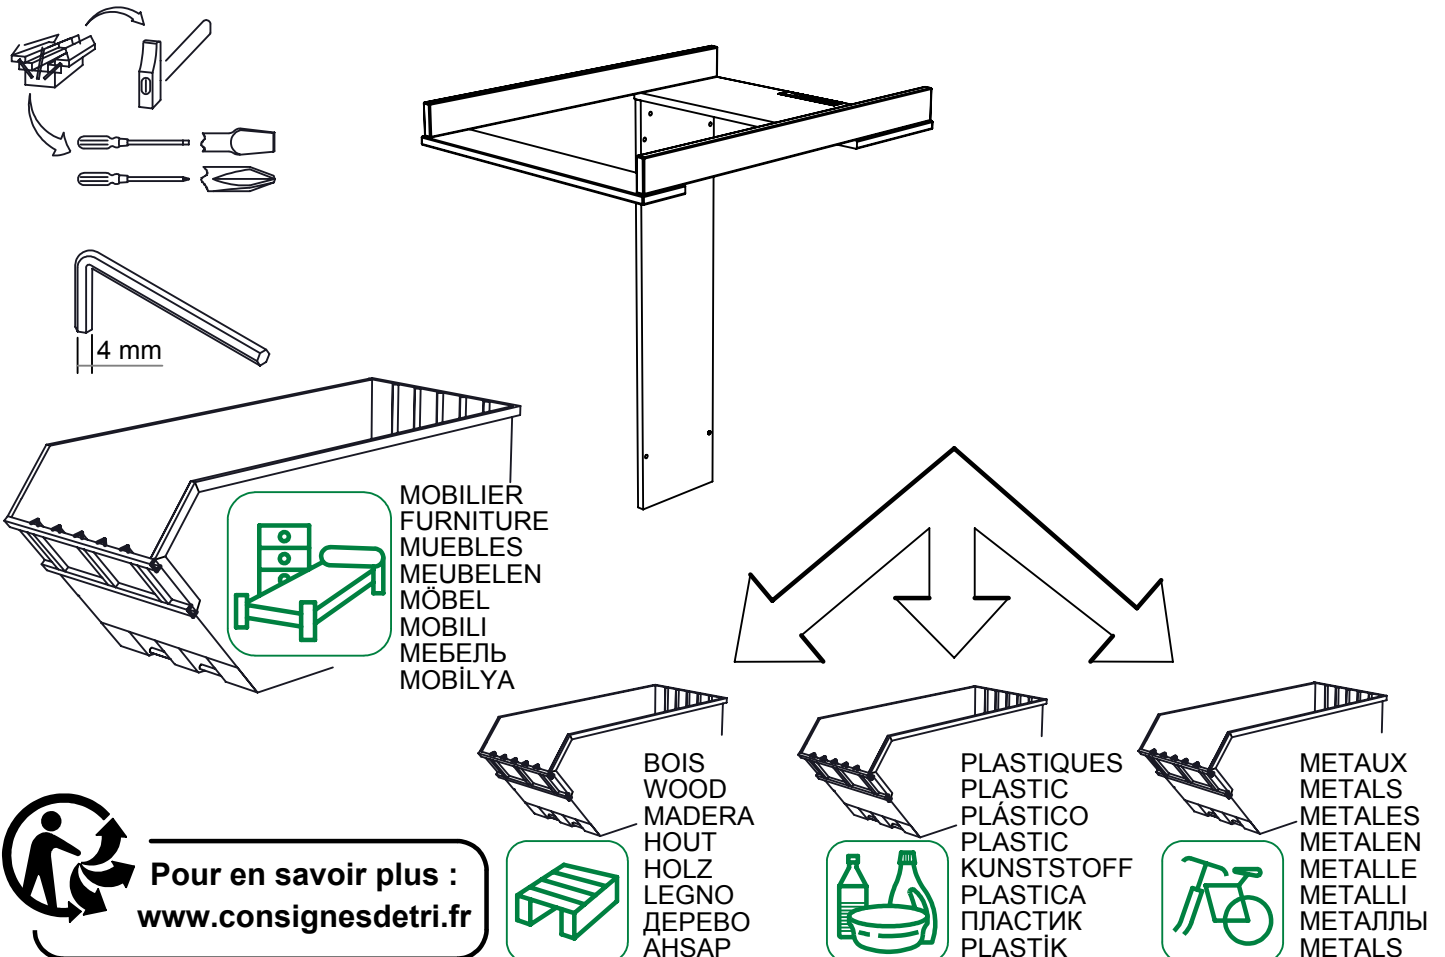 4 mm
MOBILIER
FURNITURE
MUEBLES
MEUBELEN
MÖBEL
MOBILI
МЕБЕЛЬ
MOBİLYA
BOIS
WOOD
MADERA
HOUT
HOLZ
LEGNO
ДЕРЕВО
AHSAP
PLASTIQUES
PLASTIC
PLÁSTICO
PLASTIC
KUNSTSTOFF
PLASTICA
ПЛАСТИК
PLASTİK
METAUX
METALS
METALES
METALEN
METALLE
METALLI
МЕТАЛЛЫ
METALS
Pour en savoir plus :
www.consignesdetri.fr